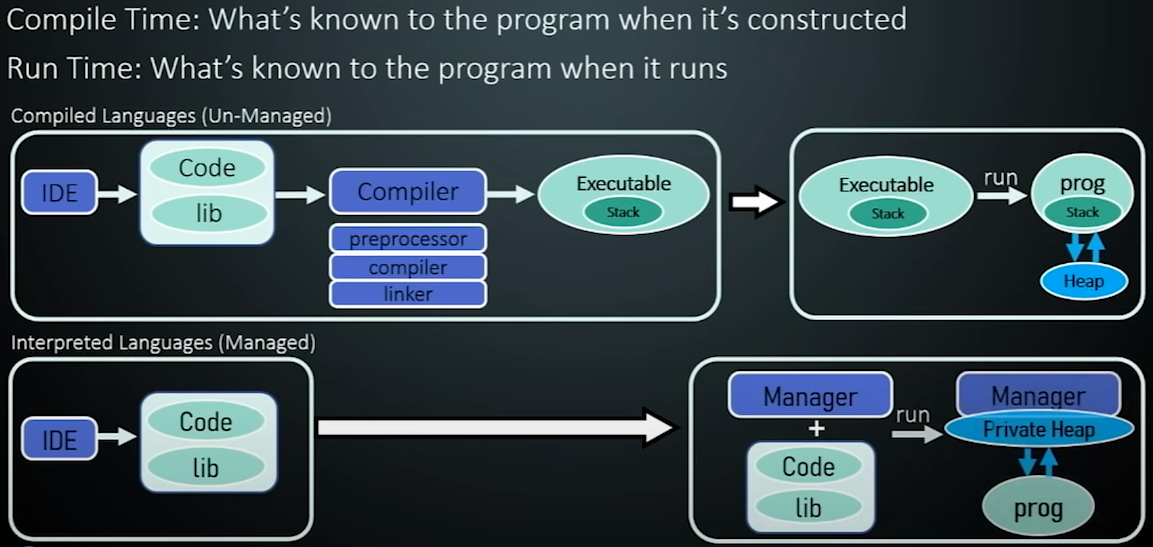 Compile Time: What's known to the program when it's constructed
Run Time: What's known to the program when it runs
Compiled Languages (Un-Managed)
IDE
Code
lib
Compiler
preprocessor
compiler
linker
Executable
Stack
Executable
Stack
run
prog
Stack
Heap
Interpreted Languages (Managed)
IDE
Code
lib
Manager
+
Code
lib
run
Manager
Private Heap
prog